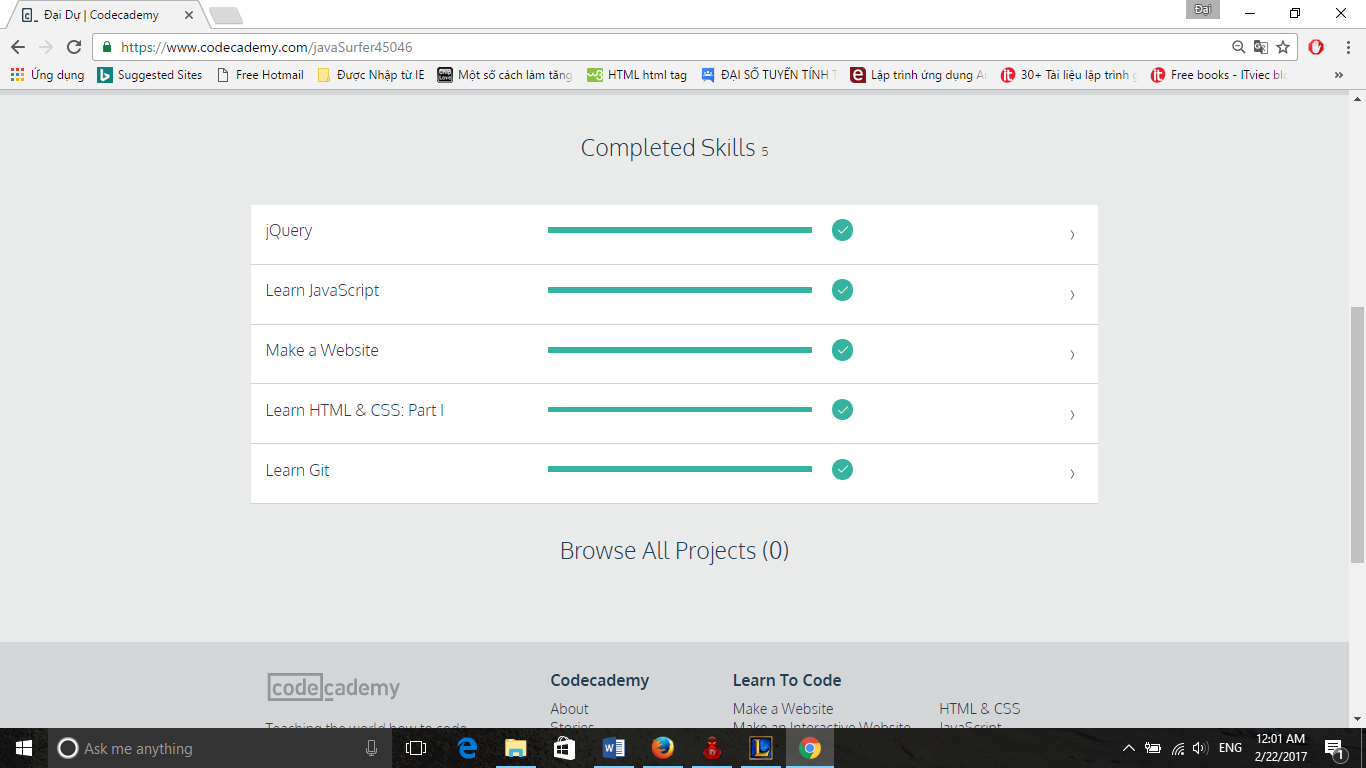 Đại Dự | Codecademy
Đại
https://www.codecademy.com/javaSurfer45046
Ứng dụng Suggested Sites Free Hotmail Được Nhập từ IE Một số cách làm tăng HTML html tag ĐẠI SỐ TUYẾN TÍNH Lập trình ứng dụng 30+ Tài liệu lập trình Free books - ITviec
Completed Skills 5
jQuery
Learn JavaScript
Make a Website
Learn HTML & CSS: Part I
Learn Git
Browse All Projects (0)
codecademy
Codecademy
Learn To Code
About
Make a Website
HTML & CSS
Teaching the world how to code
Stories
Make an Interactive Website
JavaScript
Ask me anything
ENG
12:01 AM
2/22/2017
1